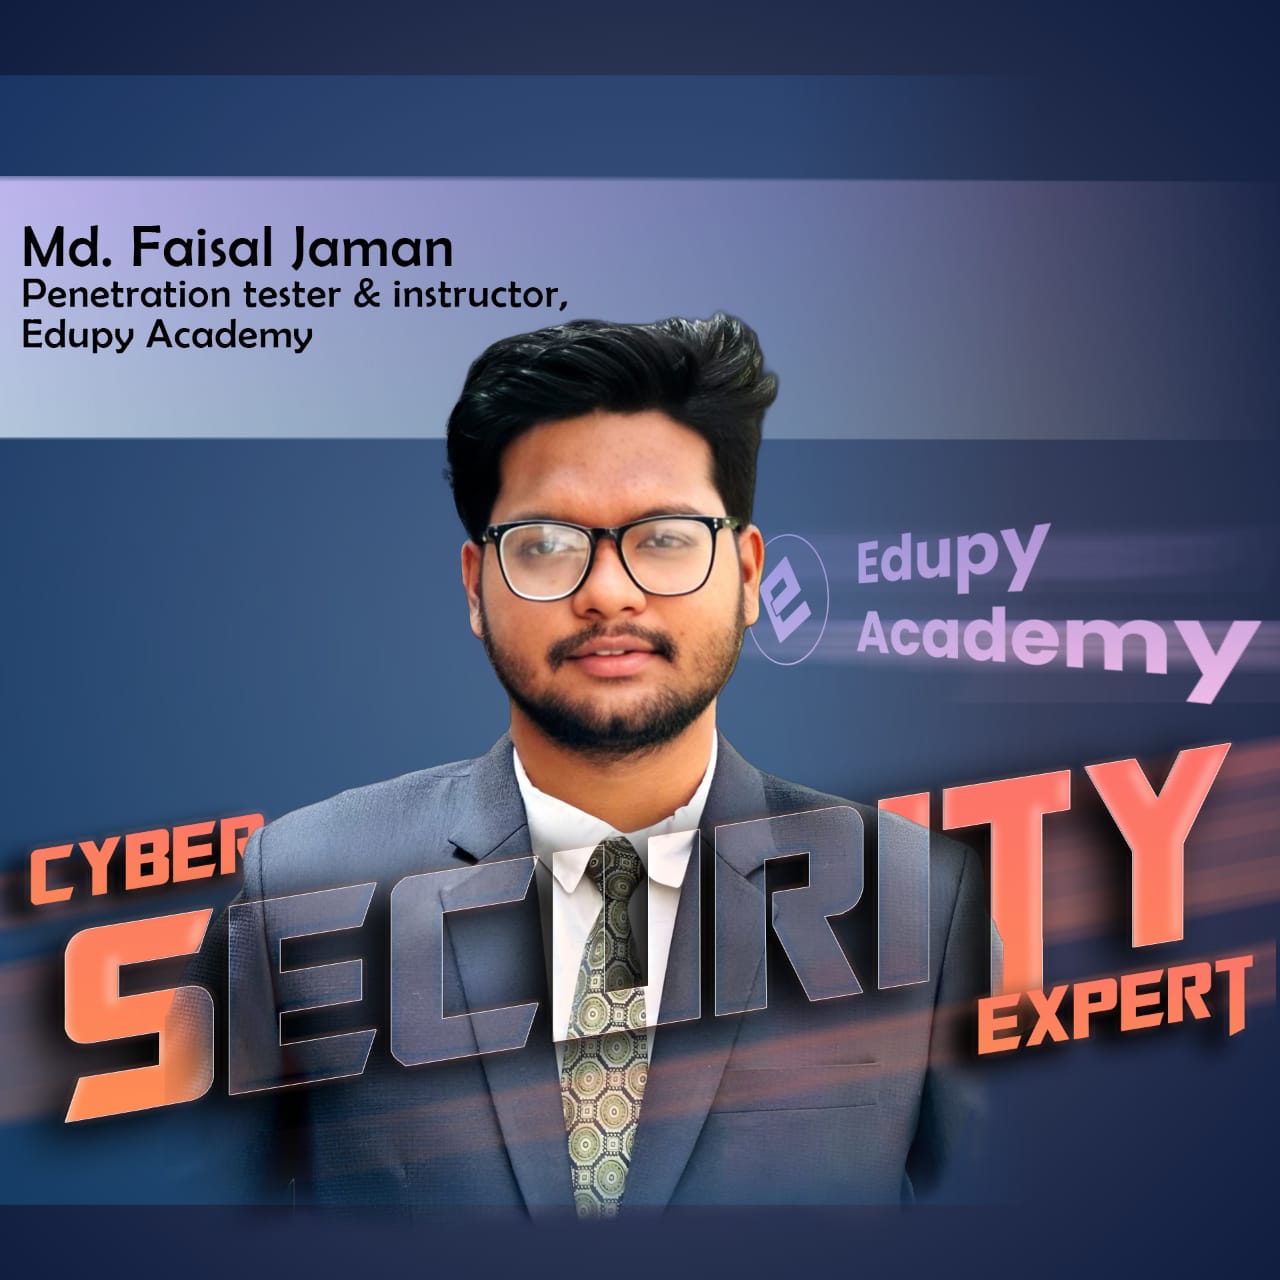 Md. Faisal Jaman
Penetration tester & instructor,
Edupy Academy
Edupy
Academy
CYBER
SECURITY
EXPERT